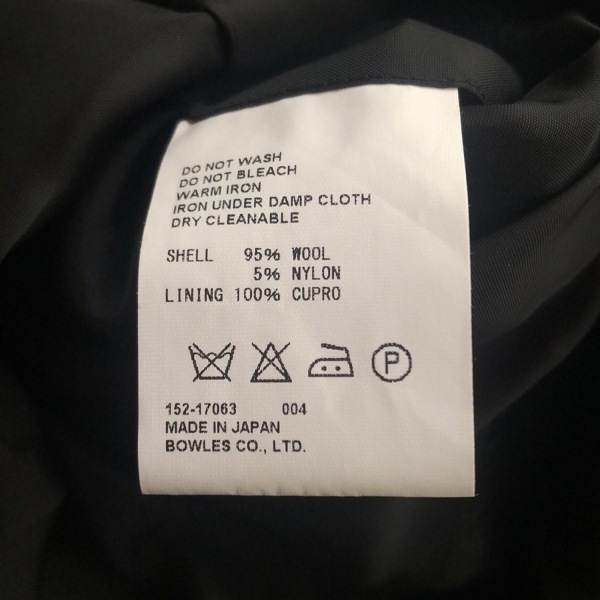 DO NOT WASH
DO NOT BLEACH
WARM IRON
IRON UNDER DAMP CLOTH
DRY CLEANABLE
SHELL 95% WOOL
5% NYLON
LINING 100% CUPRO
P
152-17063 004
MADE IN JAPAN
BOWLES CO., LTD.